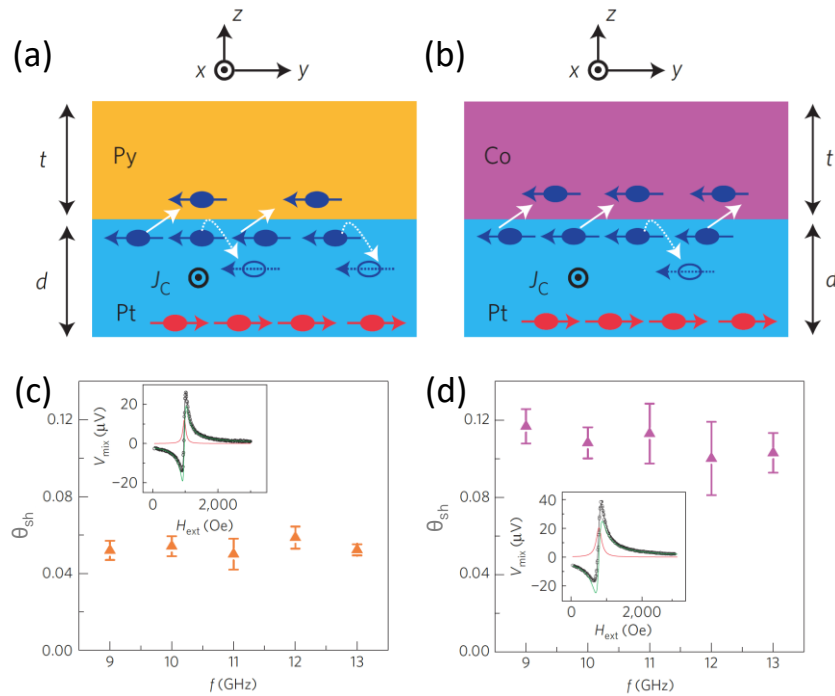 (a)
z
x
y
t
Py
d
J_C
Pt
(b)
z
x
y
t
Co
d
J_C
Pt
(c)
θ_sh
0.12
0.08
0.04
0.00
9 10 11 12 13
f (GHz)
V_mix (μV)
20
0
−20
0 2,000
H_ext (Oe)
(d)
θ_sh
0.12
0.08
0.04
0.00
9 10 11 12 13
f (GHz)
V_mix (μV)
40
20
0
−20
0 2,000
H_ext (Oe)